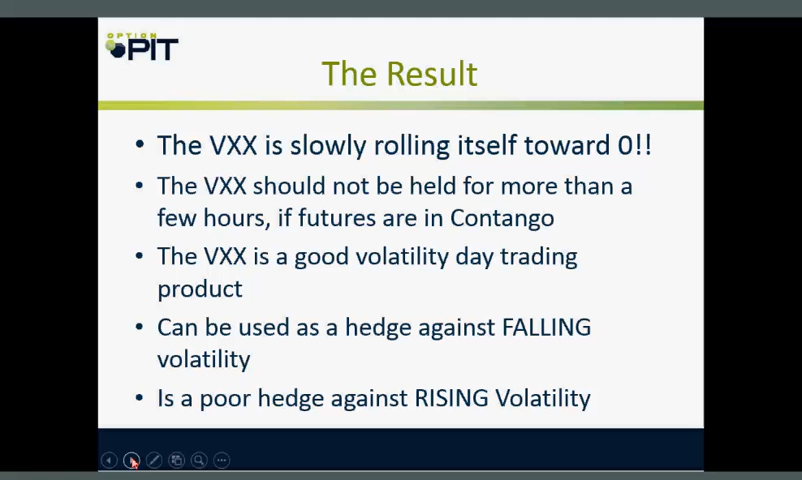 OPTION
PIT
The Result
• The VXX is slowly rolling itself toward 0!!
• The VXX should not be held for more than a
few hours, if futures are in Contango
• The VXX is a good volatility day trading
product
• Can be used as a hedge against FALLING
volatility
• Is a poor hedge against RISING Volatility